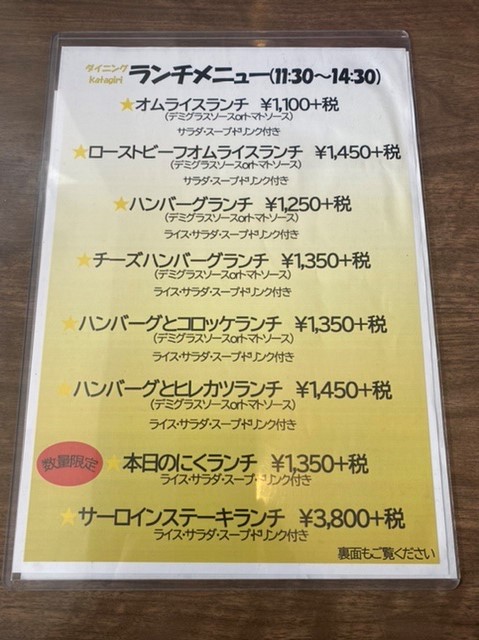 ダイニング
Katagiri
ランチメニュー(11:30〜14:30)
★オムライスランチ ¥1,100+税
(デミグラスソースorトマトソース)
サラダ・スープ・ドリンク付き
★ローストビーフオムライスランチ ¥1,450+税
(デミグラスソースorトマトソース)
サラダ・スープ・ドリンク付き
★ハンバーグランチ ¥1,250+税
(デミグラスソースorトマトソース)
ライス・サラダ・スープ・ドリンク付き
★チーズハンバーグランチ ¥1,350+税
(デミグラスソースorトマトソース)
ライス・サラダ・スープ・ドリンク付き
★ハンバーグとコロッケランチ ¥1,350+税
(デミグラスソースorトマトソース)
ライス・サラダ・スープ・ドリンク付き
★ハンバーグとヒレカツランチ ¥1,450+税
(デミグラスソースorトマトソース)
ライス・サラダ・スープ・ドリンク付き
数量限定
★本日のにくランチ ¥1,350+税
ライス・サラダ・スープ・ドリンク付き
★サーロインステーキランチ ¥3,800+税
ライス・サラダ・スープ・ドリンク付き
裏面もご覧ください